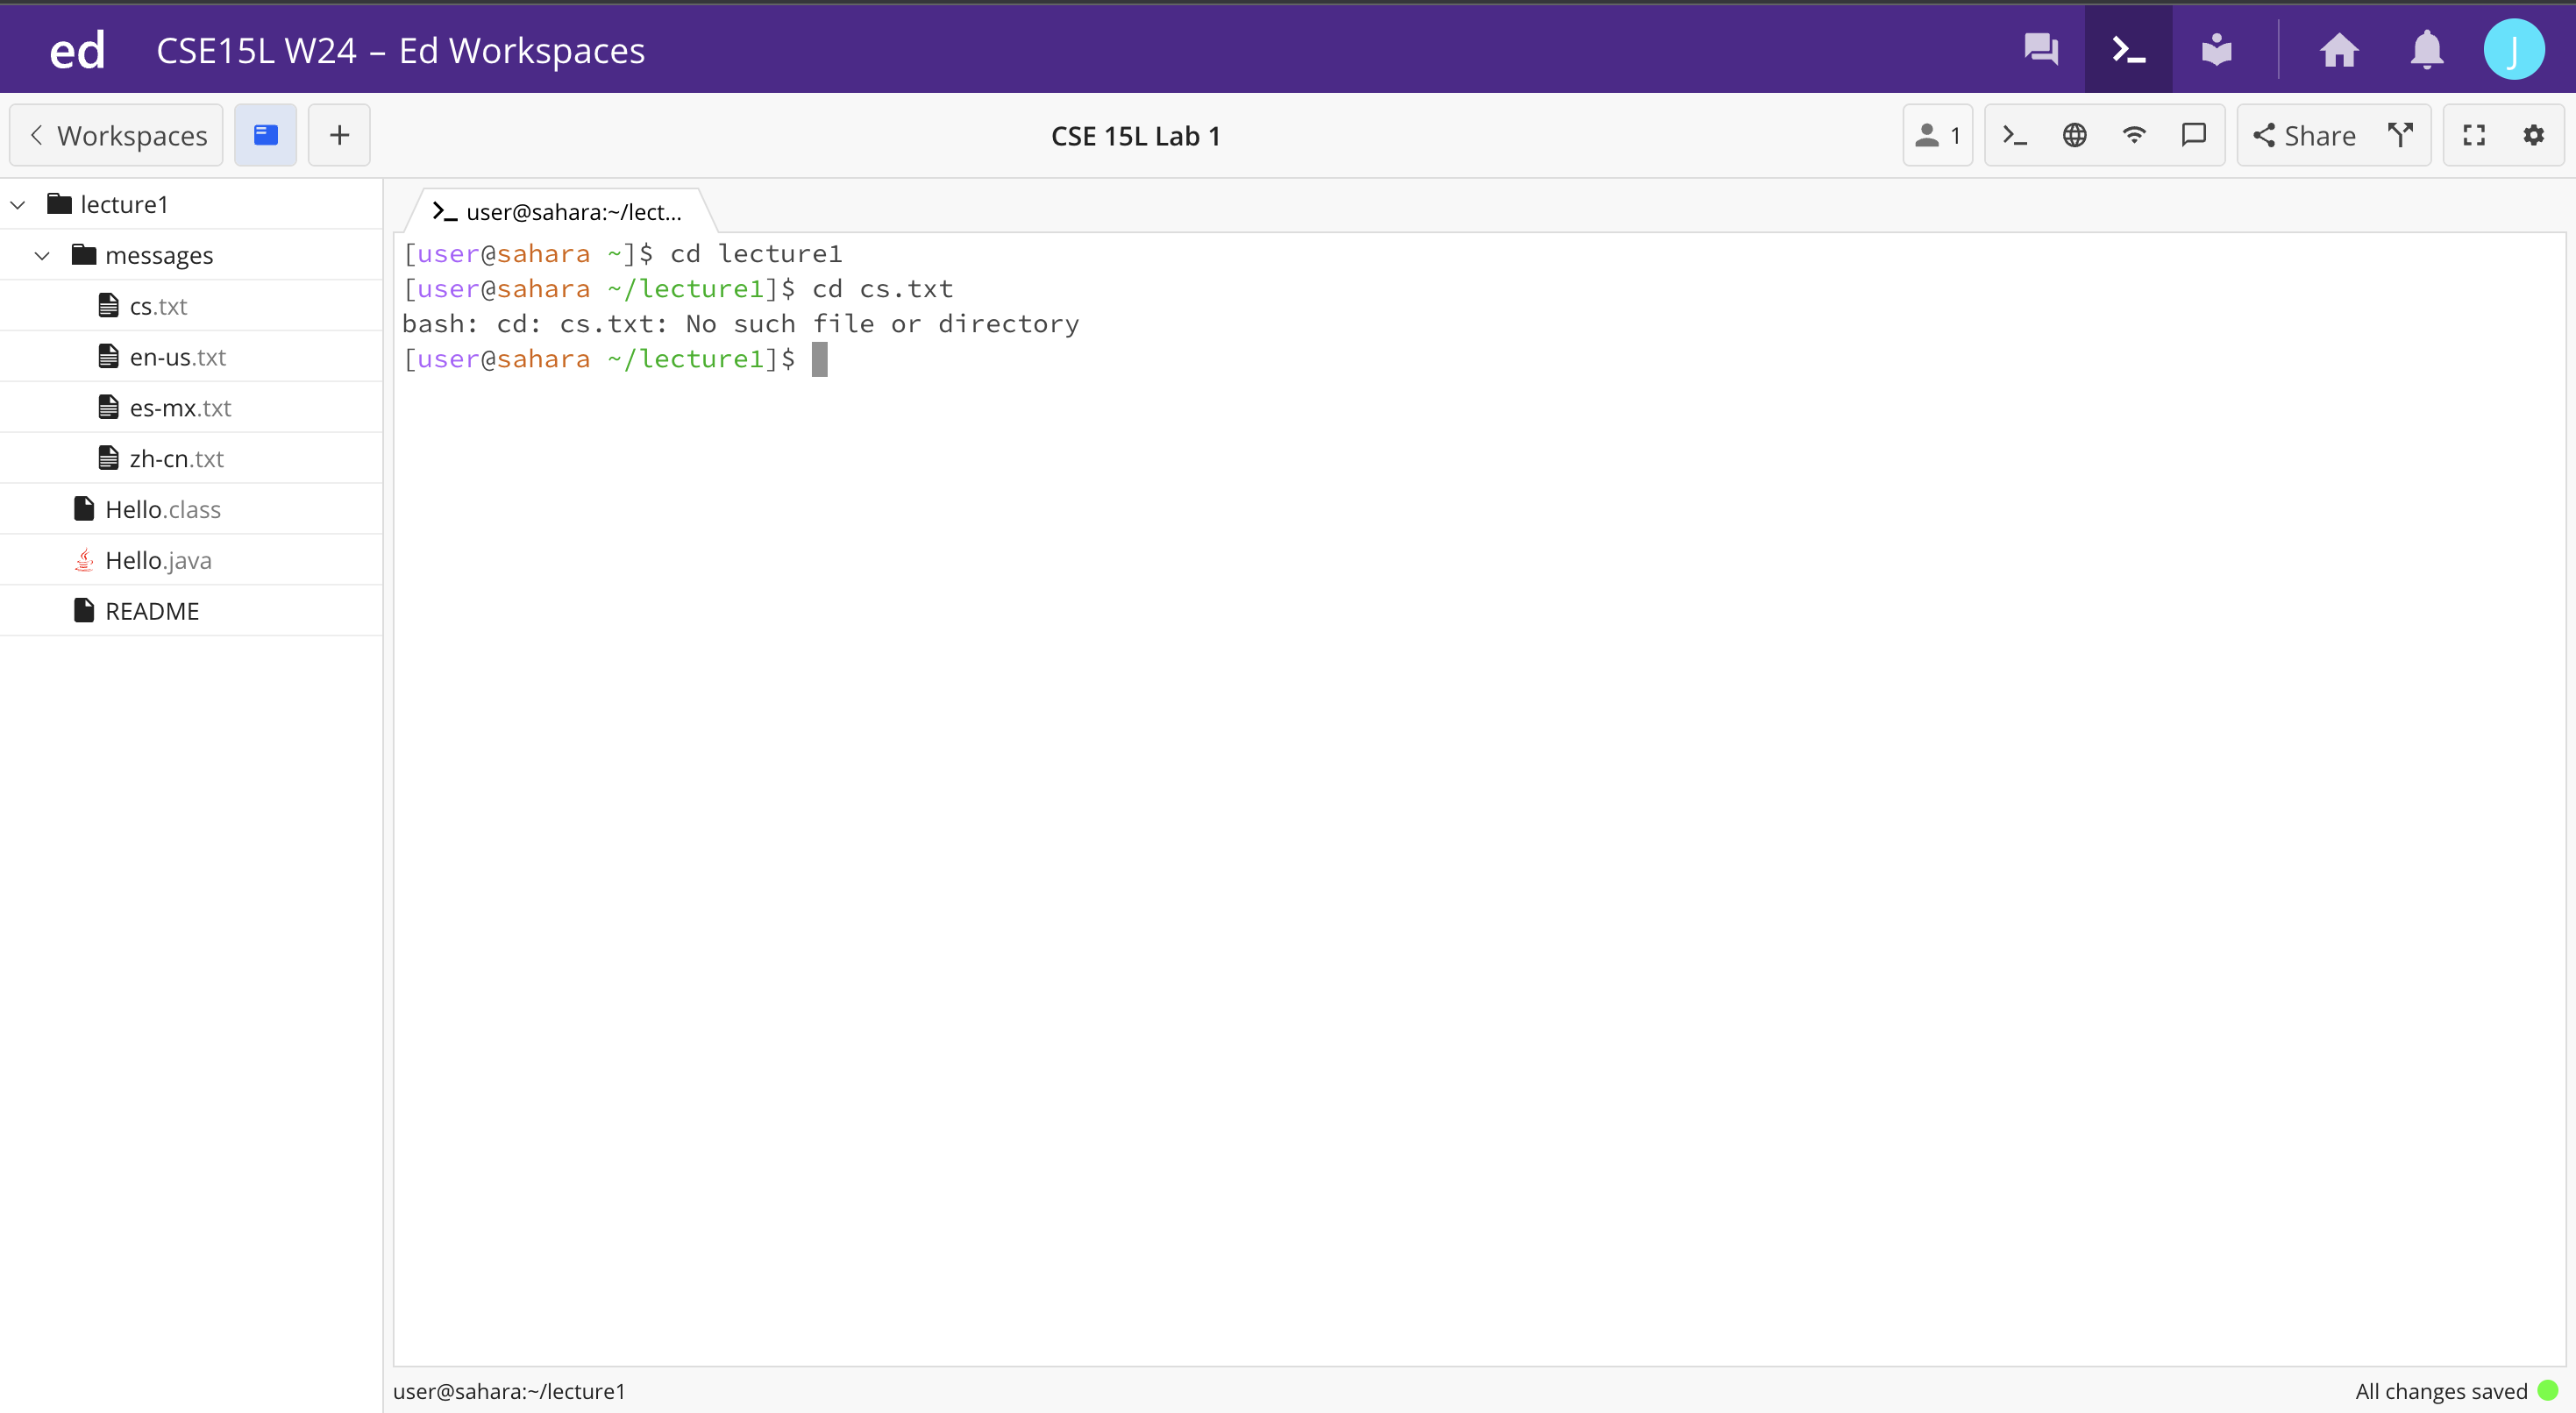 ed CSE15L W24 – Ed Workspaces J
Workspaces CSE 15L Lab 1 1 Share
lecture1
messages
cs.txt
en-us.txt
es-mx.txt
zh-cn.txt
Hello.class
Hello.java
README
user@sahara:~/lect...
[user@sahara ~]$ cd lecture1
[user@sahara ~/lecture1]$ cd cs.txt
bash: cd: cs.txt: No such file or directory
[user@sahara ~/lecture1]$
user@sahara:~/lecture1 All changes saved